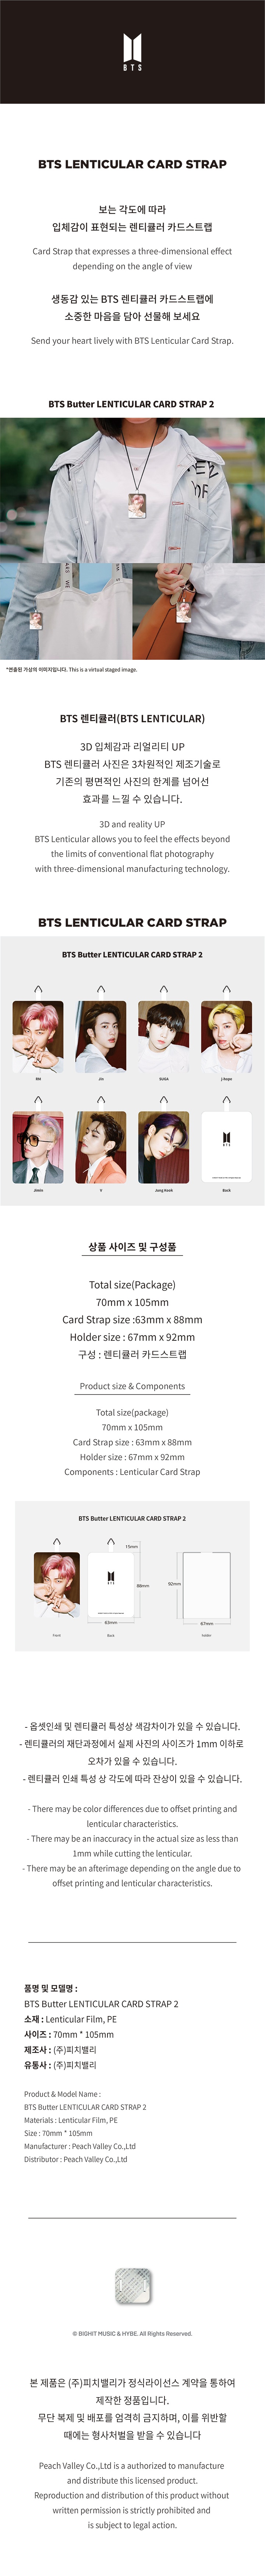 BTS
BTS LENTICULAR CARD STRAP
보는 각도에 따라
입체감이 표현되는 렌티큘러 카드스트랩
Card Strap that expresses a three-dimensional effect
depending on the angle of view
생동감 있는 BTS 렌티큘러 카드스트랩에
소중한 마음을 담아 선물해 보세요
Send your heart lively with BTS Lenticular Card Strap.
BTS Butter LENTICULAR CARD STRAP 2
*연출된 가상의 이미지입니다. This is a virtual staged image.
BTS 렌티큘러(BTS LENTICULAR)
3D 입체감과 리얼리티 UP
BTS 렌티큘러 사진은 3차원적인 제조기술로
기존의 평면적인 사진의 한계를 넘어선
효과를 느낄 수 있습니다.
3D and reality UP
BTS Lenticular allows you to feel the effects beyond
the limits of conventional flat photography
with three-dimensional manufacturing technology.
BTS LENTICULAR CARD STRAP
BTS Butter LENTICULAR CARD STRAP 2
RM
Jin
SUGA
j-hope
BTS
Jimin
V
Jung Kook
Back
상품 사이즈 및 구성품
Total size(Package)
70mm x 105mm
Card Strap size :63mm x 88mm
Holder size : 67mm x 92mm
구성 : 렌티큘러 카드스트랩
Product size & Components
Total size(package)
70mm x 105mm
Card Strap size : 63mm x 88mm
Holder size : 67mm x 92mm
Components : Lenticular Card Strap
BTS Butter LENTICULAR CARD STRAP 2
15mm
BTS
88mm
92mm
63mm
67mm
Front
Back
holder
- 옵셋인쇄 및 렌티큘러 특성상 색감차이가 있을 수 있습니다.
- 렌티큘러의 재단과정에서 실제 사진의 사이즈가 1mm 이하로
오차가 있을 수 있습니다.
- 렌티큘러 인쇄 특성 상 각도에 따라 잔상이 있을 수 있습니다.
- There may be color differences due to offset printing and
lenticular characteristics.
- There may be an inaccuracy in the actual size as less than
1mm while cutting the lenticular.
- There may be an afterimage depending on the angle due to
offset printing and lenticular characteristics.
품명 및 모델명 :
BTS Butter LENTICULAR CARD STRAP 2
소재 : Lenticular Film, PE
사이즈 : 70mm * 105mm
제조사 : (주)피치밸리
유통사 : (주)피치밸리
Product & Model Name :
BTS Butter LENTICULAR CARD STRAP 2
Materials : Lenticular Film, PE
Size : 70mm * 105mm
Manufacturer : Peach Valley Co.,Ltd
Distributor : Peach Valley Co.,Ltd
© BIGHIT MUSIC & HYBE. All Rights Reserved.
본 제품은 (주)피치밸리가 정식라이선스 계약을 통하여
제작한 정품입니다.
무단 복제 및 배포를 엄격히 금지하며, 이를 위반할
때에는 형사처벌을 받을 수 있습니다
Peach Valley Co.,Ltd is a authorized to manufacture
and distribute this licensed product.
Reproduction and distribution of this product without
written permission is strictly prohibited and
is subject to legal action.